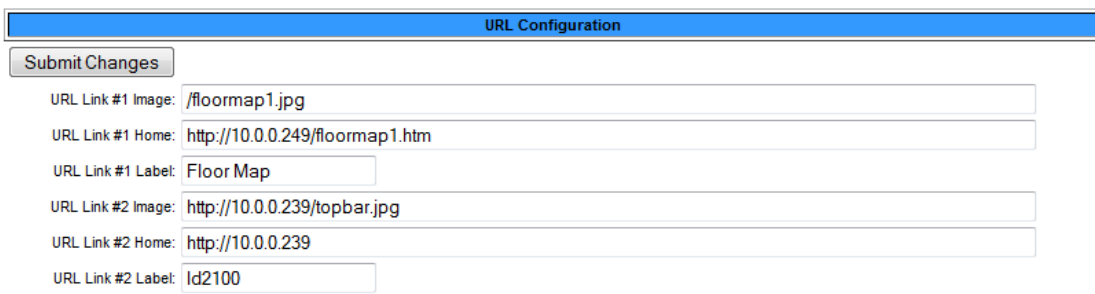 URL Configuration
Submit Changes
URL Link #1 Image: /floormap1.jpg
URL Link #1 Home: http://10.0.0.249/floormap1.htm
URL Link #1 Label: Floor Map
URL Link #2 Image: http://10.0.0.239/topbar.jpg
URL Link #2 Home: http://10.0.0.239
URL Link #2 Label: ld2100